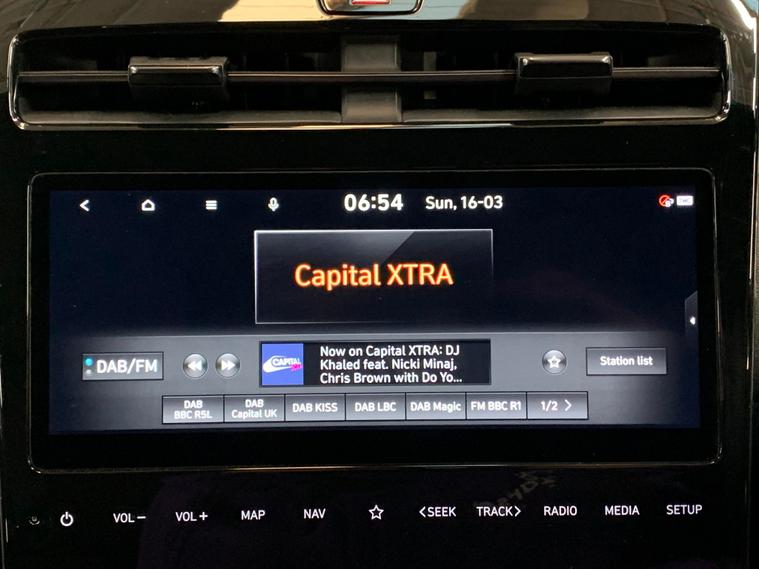 06:54 Sun, 16-03
Capital XTRA
DAB/FM
CAPITAL
Now on Capital XTRA: DJ
Khaled feat. Nicki Minaj,
Chris Brown with Do Yo...
Station list
DAB
BBC R5L
DAB
Capital UK
DAB KISS
DAB LBC
DAB Magic
FM BBC R1
1/2 >
VOL− VOL+ MAP NAV <SEEK TRACK> RADIO MEDIA SETUP